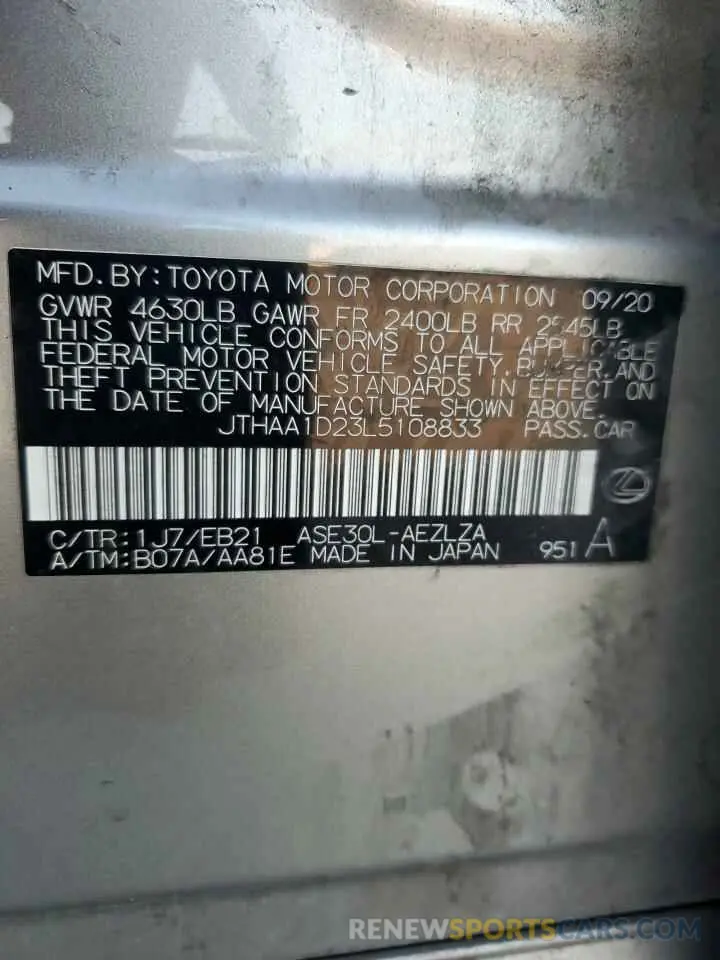 MFD. BY: TOYOTA MOTOR CORPORATION 09/20
GVWR 4630LB GAWR FR 2400LB RR 2545LB
THIS VEHICLE CONFORMS TO ALL APPLICABLE
FEDERAL MOTOR VEHICLE SAFETY, BUMPER, AND
THEFT PREVENTION STANDARDS IN EFFECT ON
THE DATE OF MANUFACTURE SHOWN ABOVE.
JTHAA1D23L5108833 PASS. CAR
C/TR: 1J7/EB21 ASE30L-AEZLZA
A/TM: B07A/AA81E MADE IN JAPAN 951 A
RENEWSPORTSCARS.COM